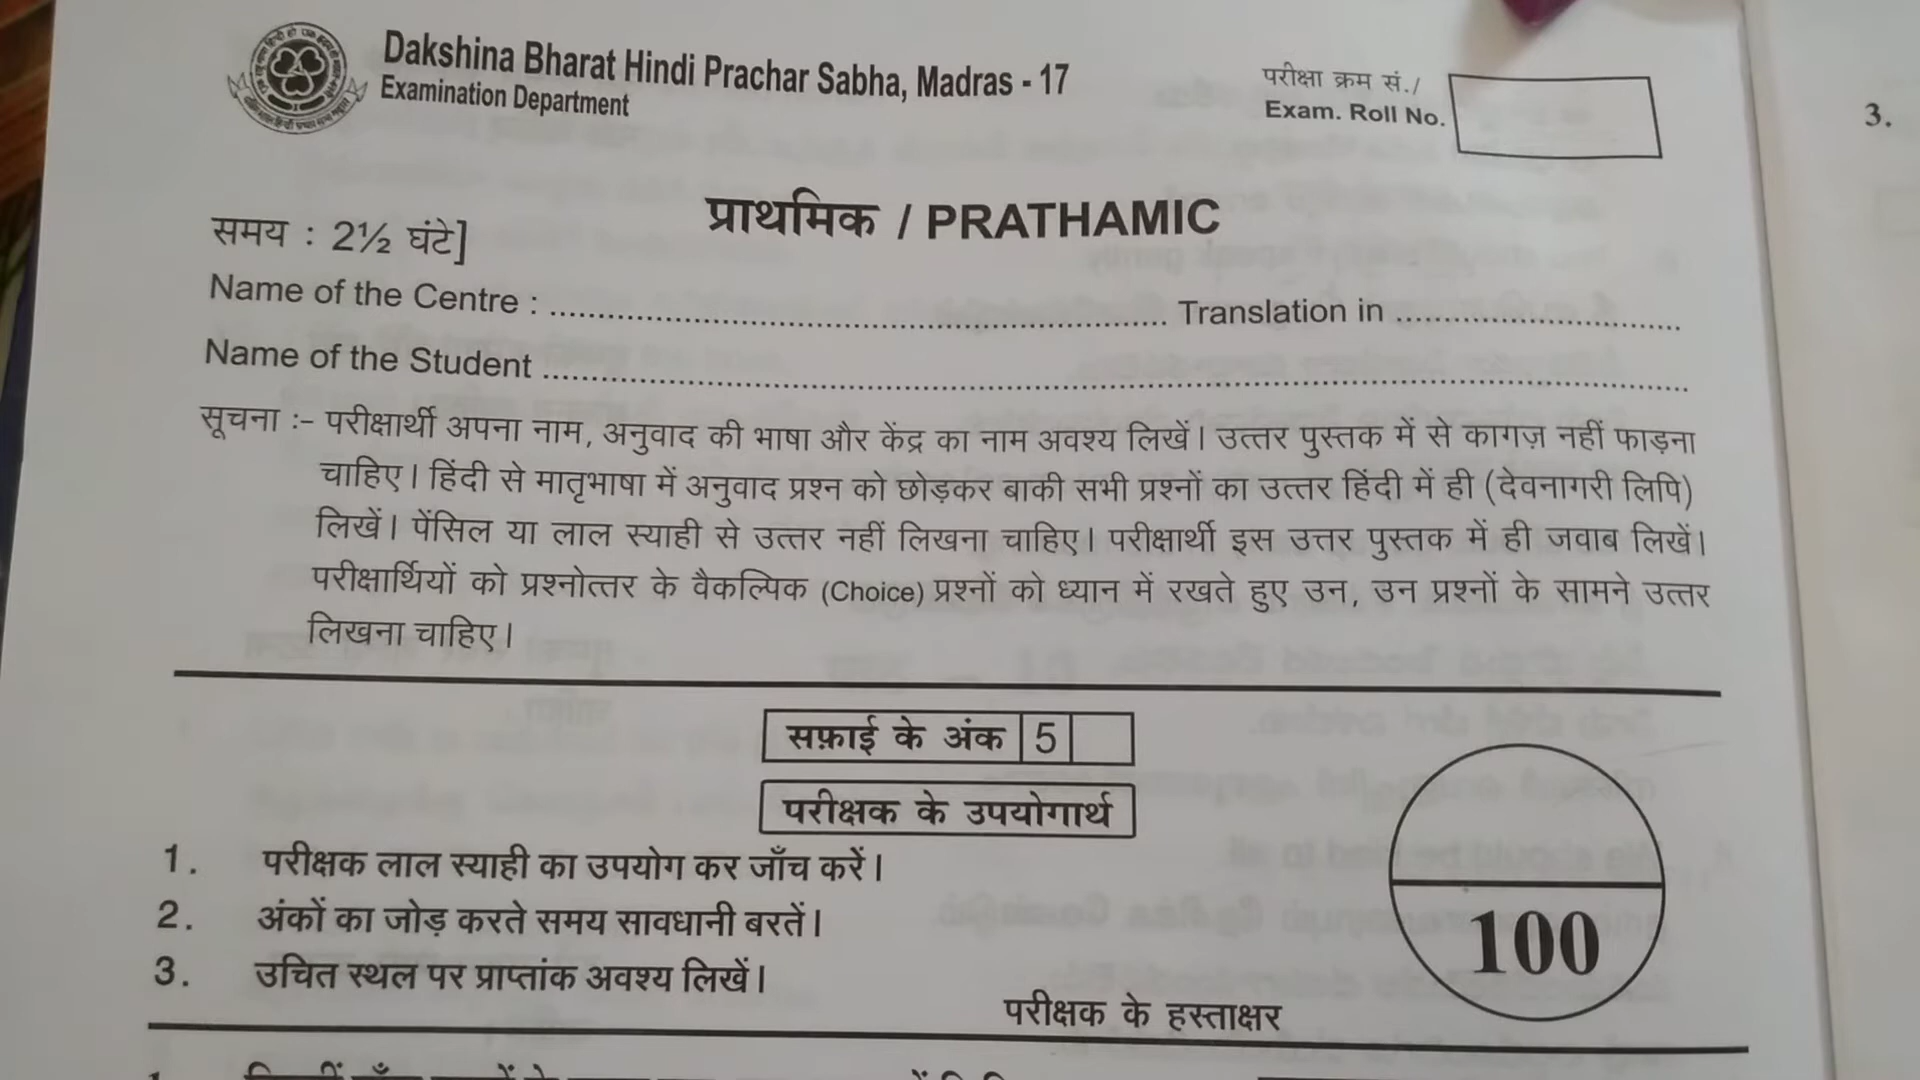 Dakshina Bharat Hindi Prachar Sabha, Madras - 17
Examination Department
परीक्षा क्रम सं./
Exam. Roll No.
3.
प्राथमिक / PRATHAMIC
समय : 2½ घंटे]
Name of the Centre : .................................................................. Translation in ..............................
Name of the Student ..........................................................................................................................
सूचना :- परीक्षार्थी अपना नाम, अनुवाद की भाषा और केंद्र का नाम अवश्य लिखें। उत्तर पुस्तक में से कागज़ नहीं फाड़ना
चाहिए। हिंदी से मातृभाषा में अनुवाद प्रश्न को छोड़कर बाकी सभी प्रश्नों का उत्तर हिंदी में ही (देवनागरी लिपि)
लिखें। पेंसिल या लाल स्याही से उत्तर नहीं लिखना चाहिए। परीक्षार्थी इस उत्तर पुस्तक में ही जवाब लिखें।
परीक्षार्थियों को प्रश्नोत्तर के वैकल्पिक (Choice) प्रश्नों को ध्यान में रखते हुए उन, उन प्रश्नों के सामने उत्तर
लिखना चाहिए।
सफ़ाई के अंक 5
परीक्षक के उपयोगार्थ
1. परीक्षक लाल स्याही का उपयोग कर जाँच करें।
2. अंकों का जोड़ करते समय सावधानी बरतें।
3. उचित स्थल पर प्राप्तांक अवश्य लिखें।
100
परीक्षक के हस्ताक्षर